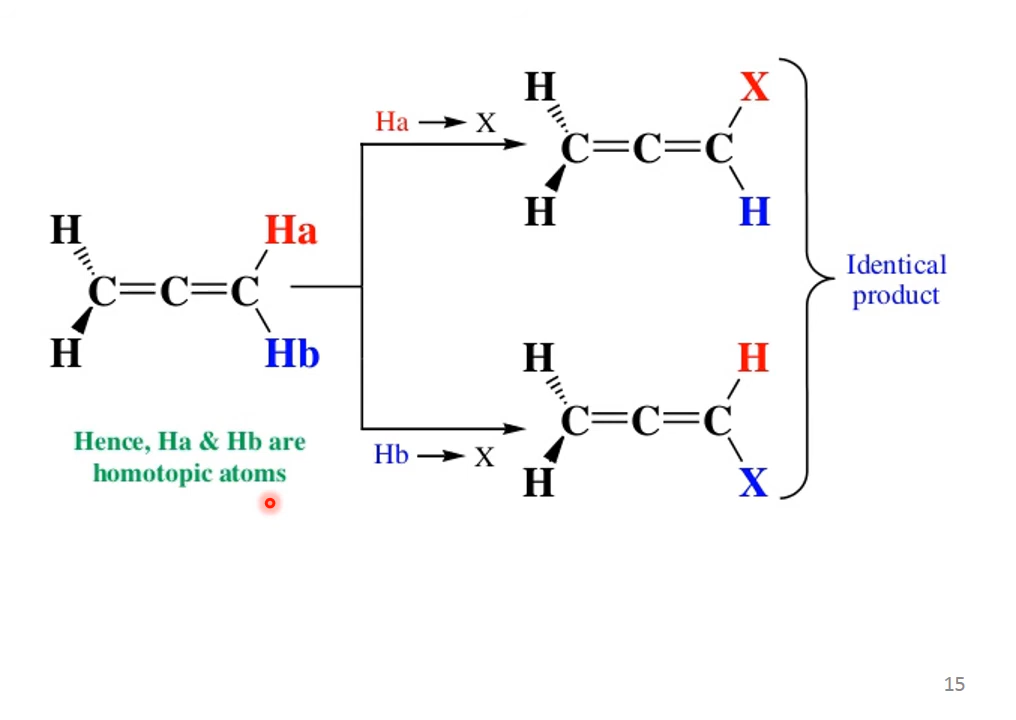 H
Ha
C=C=C
H
Hb
Hence, Ha & Hb are
homotopic atoms
Ha → X
H
X
C=C=C
H
H
Hb → X
H
H
C=C=C
H
X
Identical
product
15